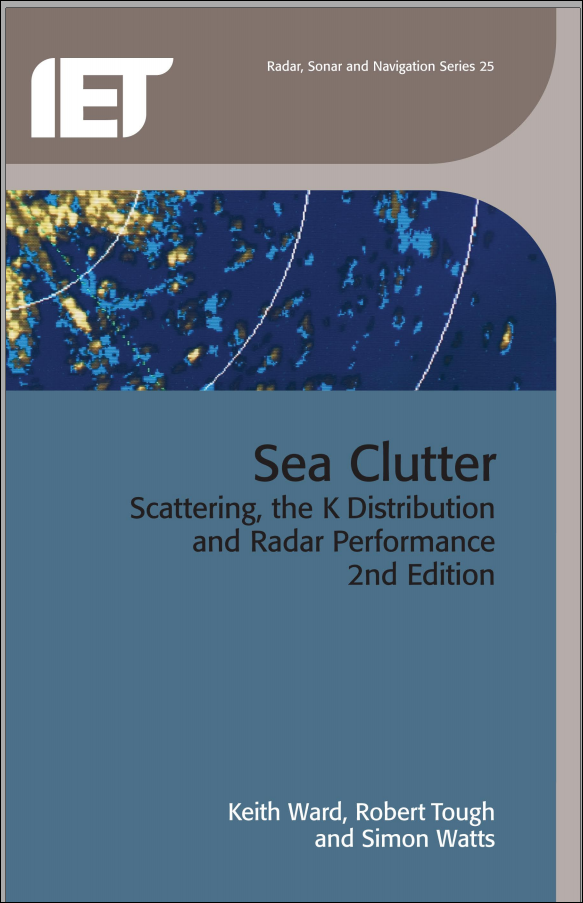 IET
Radar, Sonar and Navigation Series 25
Sea Clutter
Scattering, the K Distribution
and Radar Performance
2nd Edition
Keith Ward, Robert Tough
and Simon Watts